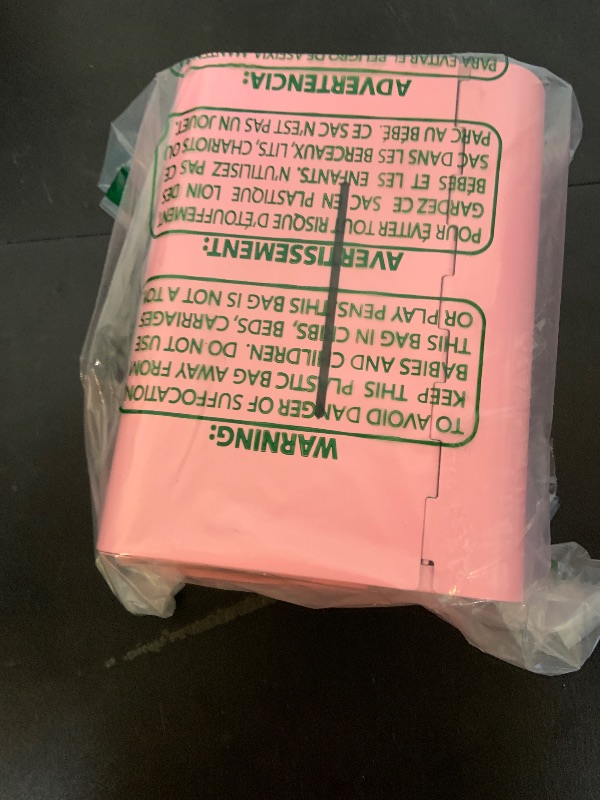 WARNING:
TO AVOID DANGER OF SUFFOCATION
KEEP THIS PLASTIC BAG AWAY FROM
BABIES AND CHILDREN. DO NOT USE
THIS BAG IN CRIBS, BEDS, CARRIAGES
OR PLAY PENS. THIS BAG IS NOT A TOY
AVERTISSEMENT:
POUR ÉVITER TOUT RISQUE D'ÉTOUFFEMENT
GARDEZ CE SAC EN PLASTIQUE LOIN DES
BÉBÉS ET LES ENFANTS. N'UTILISEZ PAS CE
SAC DANS LES BERCEAUX, LITS, CHARIOTS OU
PARC AU BÉBÉ. CE SAC N'EST PAS UN JOUET.
ADVERTENCIA:
PARA EVITAR EL PELIGRO DE ASFIXIA